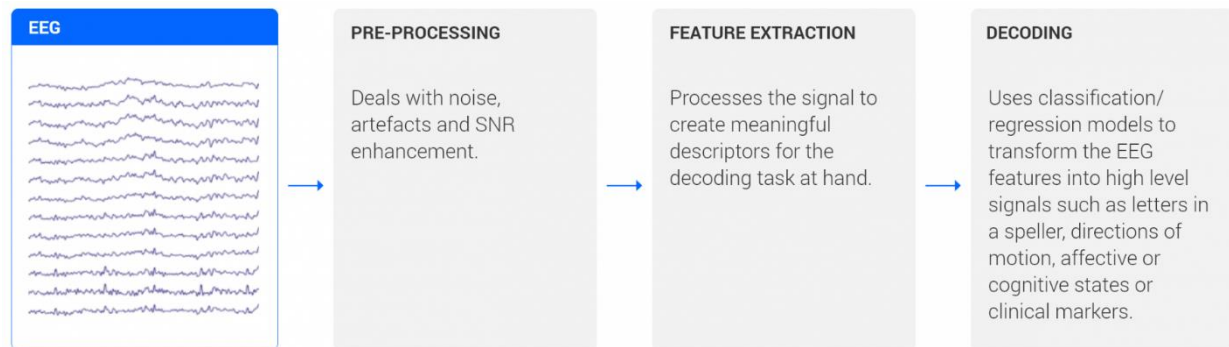 EEG
PRE-PROCESSING
Deals with noise,
artefacts and SNR
enhancement.
FEATURE EXTRACTION
Processes the signal to
create meaningful
descriptors for the
decoding task at hand.
DECODING
Uses classification/
regression models to
transform the EEG
features into high level
signals such as letters in
a speller, directions of
motion, affective or
cognitive states or
clinical markers.